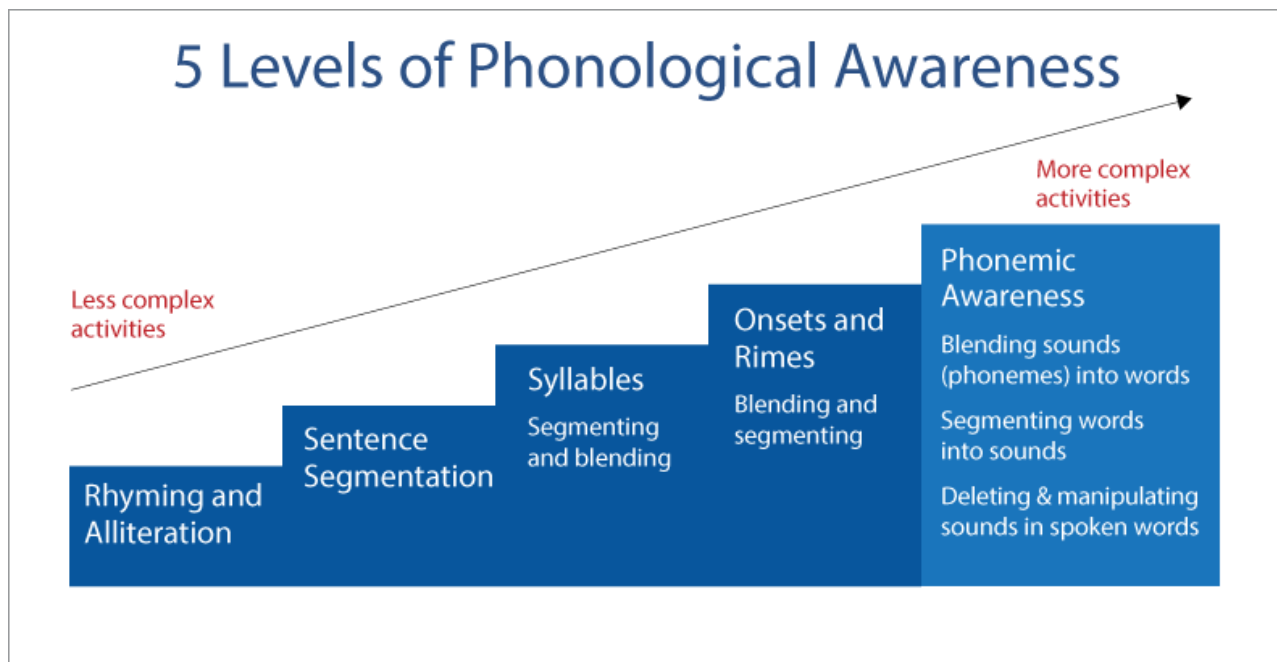 5 Levels of Phonological Awareness
Less complex
activities
More complex
activities
Rhyming and
Alliteration
Sentence
Segmentation
Syllables
Segmenting
and blending
Onsets and
Rimes
Blending and
segmenting
Phonemic
Awareness
Blending sounds
(phonemes) into words
Segmenting words
into sounds
Deleting & manipulating
sounds in spoken words